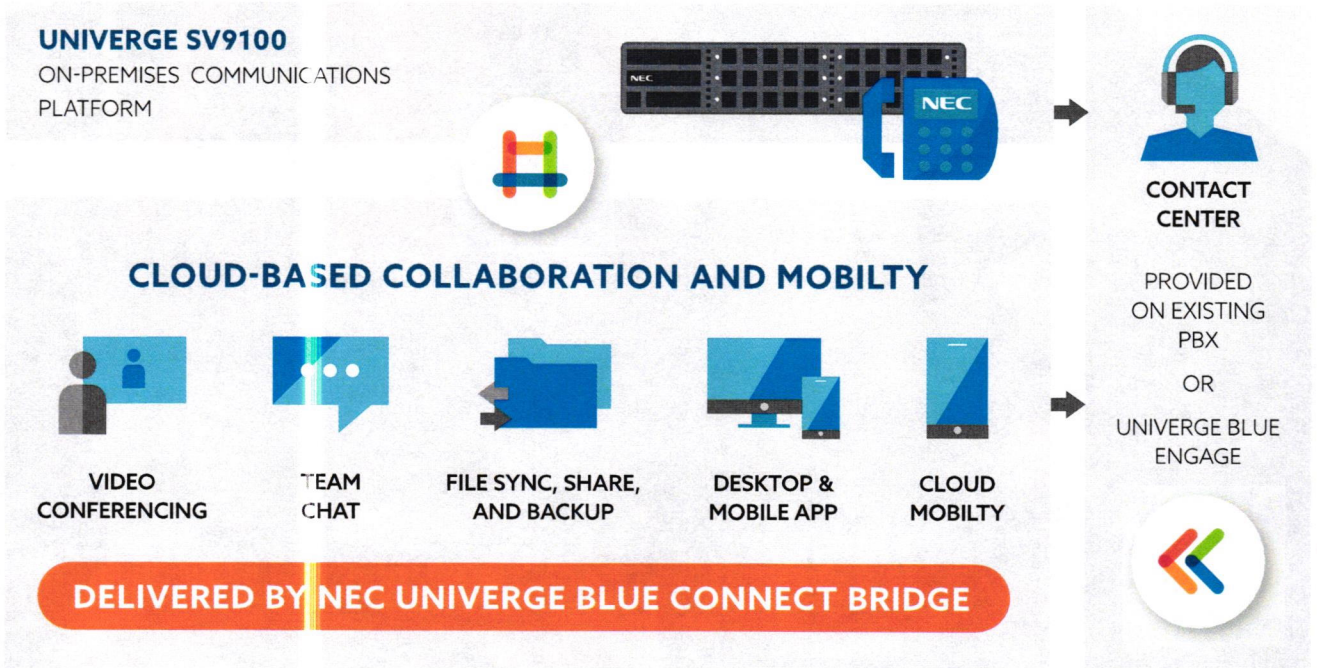 UNIVERGE SV9100
ON-PREMISES COMMUNICATIONS
PLATFORM
NEC
NEC
CONTACT
CENTER
PROVIDED
ON EXISTING
PBX
OR
UNIVERGE BLUE
ENGAGE
CLOUD-BASED COLLABORATION AND MOBILTY
VIDEO
CONFERENCING
TEAM
CHAT
FILE SYNC, SHARE,
AND BACKUP
DESKTOP &
MOBILE APP
CLOUD
MOBILTY
DELIVERED BY NEC UNIVERGE BLUE CONNECT BRIDGE